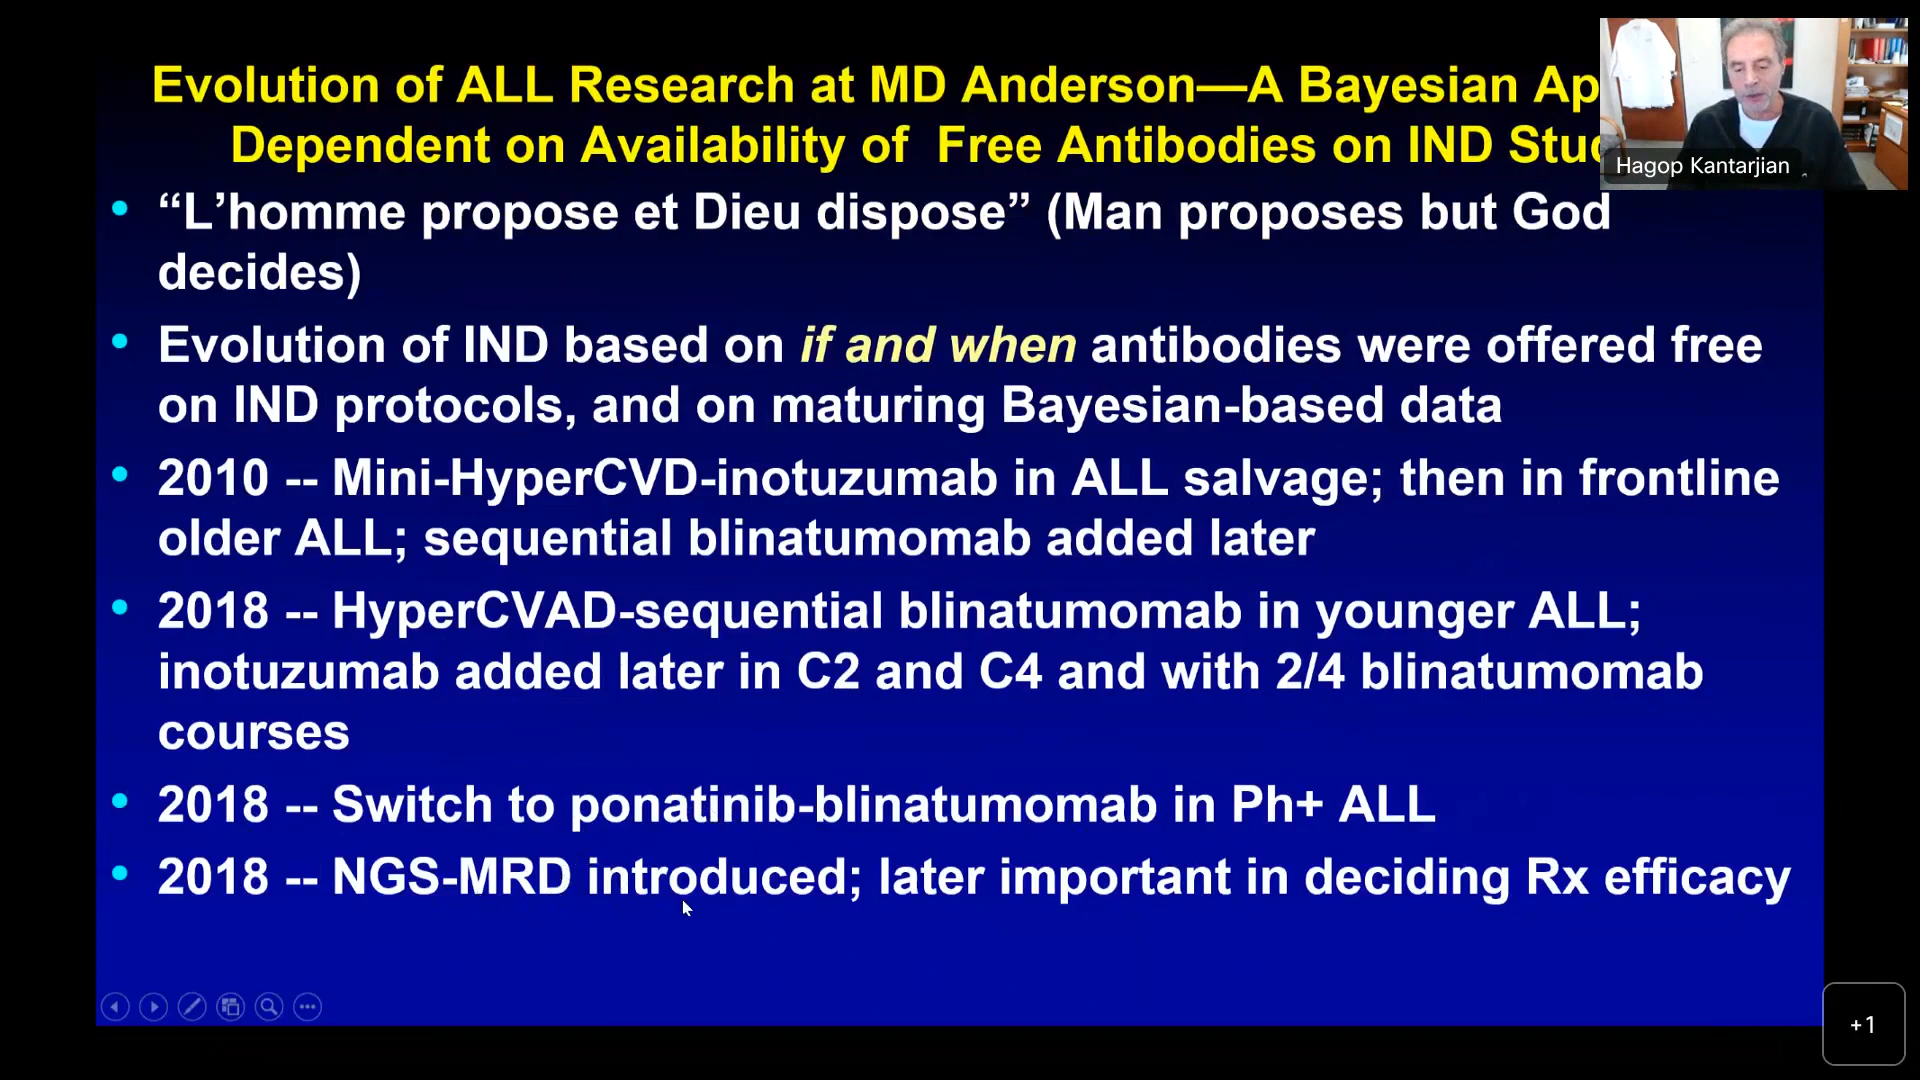 Evolution of ALL Research at MD Anderson—A Bayesian Ap
Dependent on Availability of Free Antibodies on IND Stu
Hagop Kantarjian
• “L’homme propose et Dieu dispose” (Man proposes but God
decides)
• Evolution of IND based on if and when antibodies were offered free
on IND protocols, and on maturing Bayesian-based data
• 2010 -- Mini-HyperCVD-inotuzumab in ALL salvage; then in frontline
older ALL; sequential blinatumomab added later
• 2018 -- HyperCVAD-sequential blinatumomab in younger ALL;
inotuzumab added later in C2 and C4 and with 2/4 blinatumomab
courses
• 2018 -- Switch to ponatinib-blinatumomab in Ph+ ALL
• 2018 -- NGS-MRD introduced; later important in deciding Rx efficacy
+1